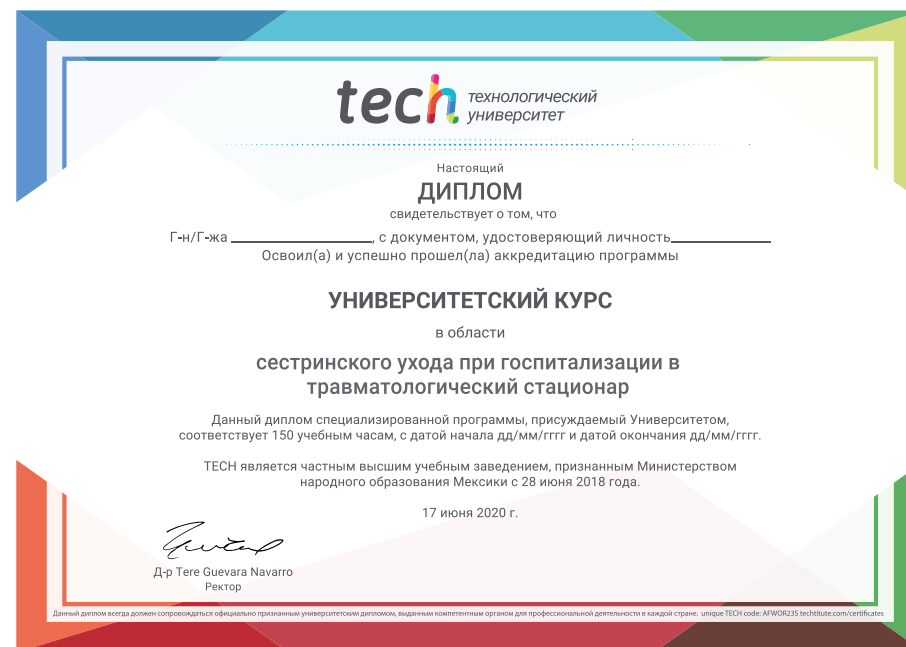 tech технологический
университет
Настоящий
ДИПЛОМ
свидетельствует о том, что
Г-н/Г-жа ____________________, с документом, удостоверяющий личность______________
Освоил(а) и успешно прошел(ла) аккредитацию программы
УНИВЕРСИТЕТСКИЙ КУРС
в области
сестринского ухода при госпитализации в
травматологический стационар
Данный диплом специализированной программы, присуждаемый Университетом,
соответствует 150 учебным часам, с датой начала дд/мм/гггг и датой окончания дд/мм/гггг.
TECH является частным высшим учебным заведением, признанным Министерством
народного образования Мексики с 28 июня 2018 года.
17 июня 2020 г.
Д-р Tere Guevara Navarro
Ректор
Данный диплом всегда должен сопровождаться официально признанным университетским дипломом, выданным компетентным органом для профессиональной деятельности в каждой стране. unique TECH code: AFWOR23S techtitute.com/certificates